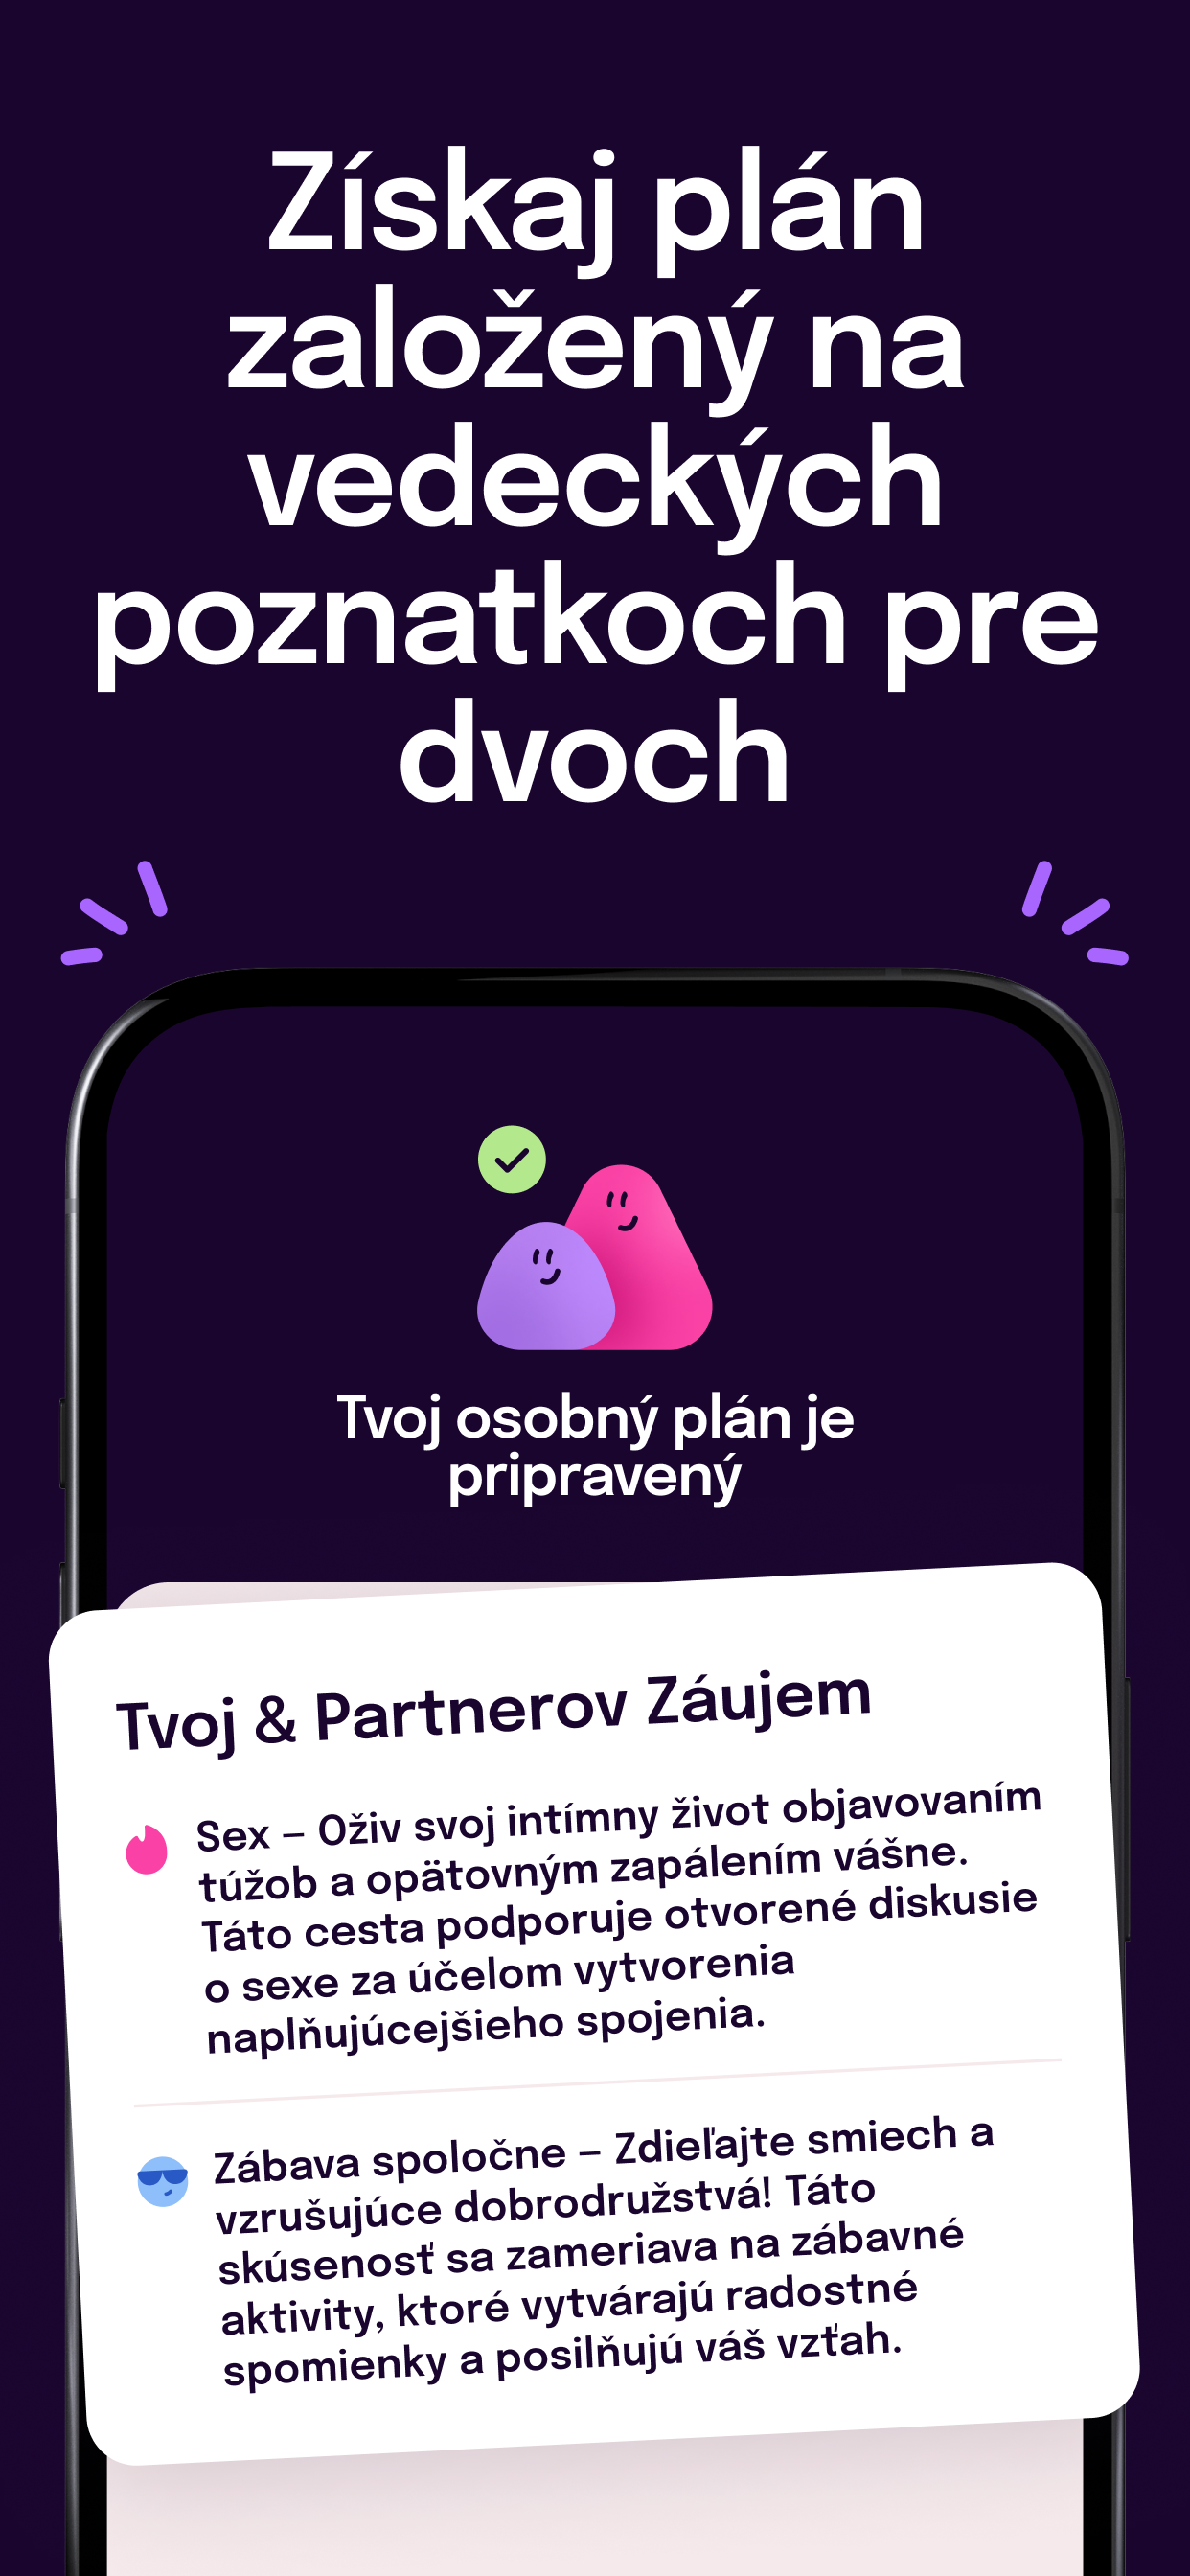 Získaj plán
založený na
vedeckých
poznatkoch pre
dvoch
Tvoj osobný plán je
pripravený
Tvoj & Partnerov Záujem
Sex – Oživ svoj intímny život objavovaním
túžob a opätovným zapálením vášne.
Táto cesta podporuje otvorené diskusie
o sexe za účelom vytvorenia
naplňujúcejšieho spojenia.
Zábava spoločne – Zdieľajte smiech a
vzrušujúce dobrodružstvá! Táto
skúsenosť sa zameriava na zábavné
aktivity, ktoré vytvárajú radostné
spomienky a posilňujú váš vzťah.